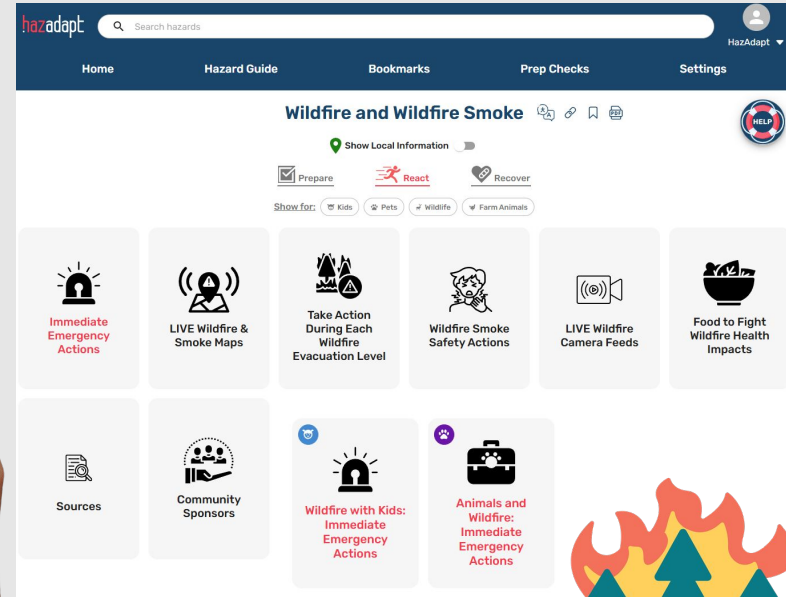 hazadapt
Search hazards
HazAdapt
Home
Hazard Guide
Bookmarks
Prep Checks
Settings
Wildfire and Wildfire Smoke
PDF
HELP
Show Local Information
Prepare
React
Recover
Show for:
Kids
Pets
Wildlife
Farm Animals
Immediate
Emergency
Actions
LIVE Wildfire &
Smoke Maps
Take Action
During Each
Wildfire
Evacuation Level
Wildfire Smoke
Safety Actions
LIVE Wildfire
Camera Feeds
Food to Fight
Wildfire Health
Impacts
Sources
Community
Sponsors
Wildfire with Kids:
Immediate
Emergency
Actions
Animals and
Wildfire:
Immediate
Emergency
Actions